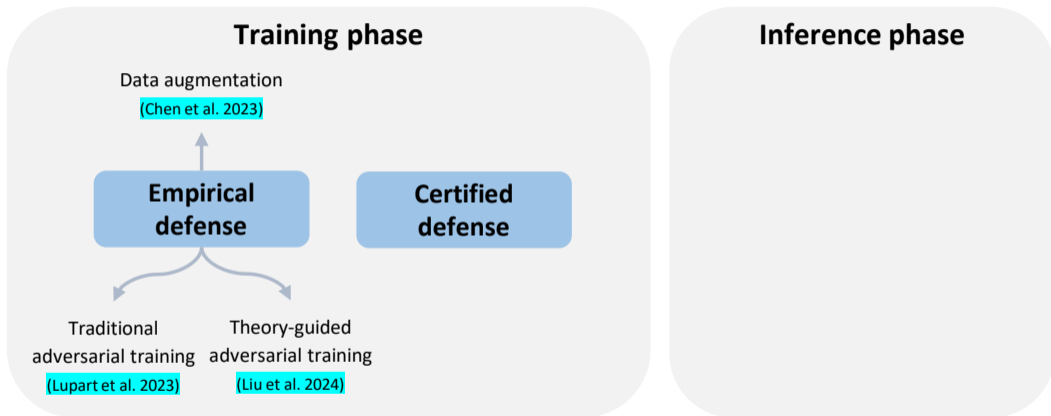 Training phase
Data augmentation
(Chen et al. 2023)
Empirical
defense
Certified
defense
Traditional
adversarial training
(Lupart et al. 2023)
Theory-guided
adversarial training
(Liu et al. 2024)
Inference phase